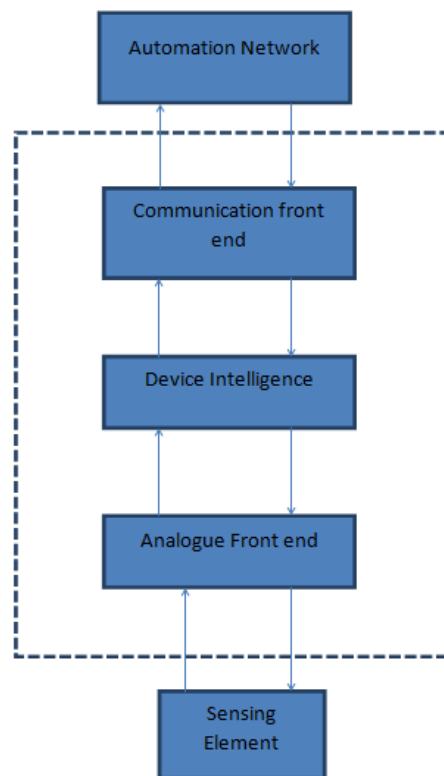 Automation Network
Communication front
end
Device Intelligence
Analogue Front end
Sensing
Element